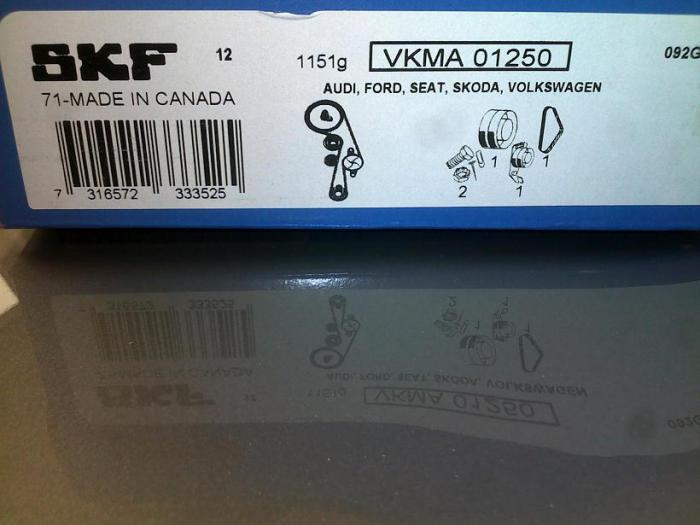 SKF 12 1151g VKMA 01250 092G
71-MADE IN CANADA AUDI, FORD, SEAT, SKODA, VOLKSWAGEN
1 1
2 1
7 316572 333525